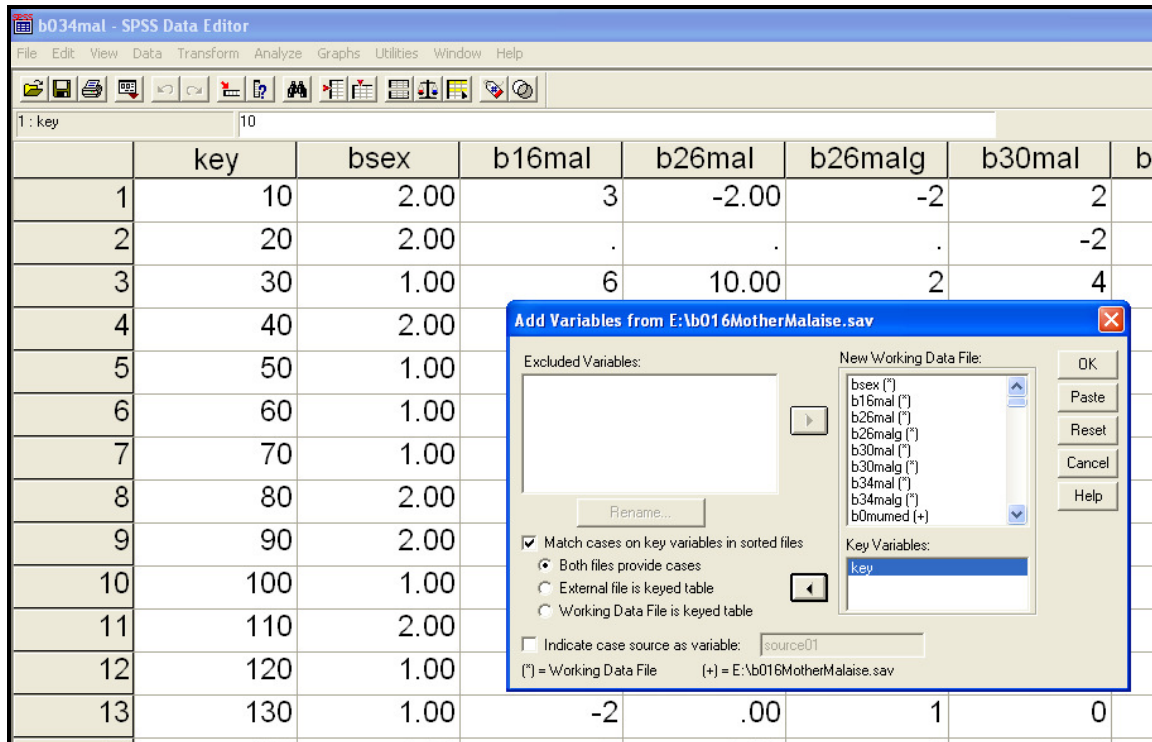 b034mal - SPSS Data Editor
File Edit View Data Transform Analyze Graphs Utilities Window Help
1 : key 10
key bsex b16mal b26mal b26malg b30mal b
1 10 2.00 3 -2.00 -2 2
2 20 2.00 . . . -2
3 30 1.00 6 10.00 2 4
4 40 2.00
5 50 1.00
6 60 1.00
7 70 1.00
8 80 2.00
9 90 2.00
10 100 1.00
11 110 2.00
12 120 1.00
13 130 1.00 -2 .00 1 0
Add Variables from E:\b016MotherMalaise.sav
Excluded Variables:
Rename...
Match cases on key variables in sorted files
Both files provide cases
External file is keyed table
Working Data File is keyed table
Indicate case source as variable: source01
(*) = Working Data File (+) = E:\b016MotherMalaise.sav
New Working Data File:
bsex (*)
b16mal (*)
b26mal (*)
b26malg (*)
b30mal (*)
b30malg (*)
b34mal (*)
b34malg (*)
b0mumed (+)
Key Variables:
key
OK
Paste
Reset
Cancel
Help